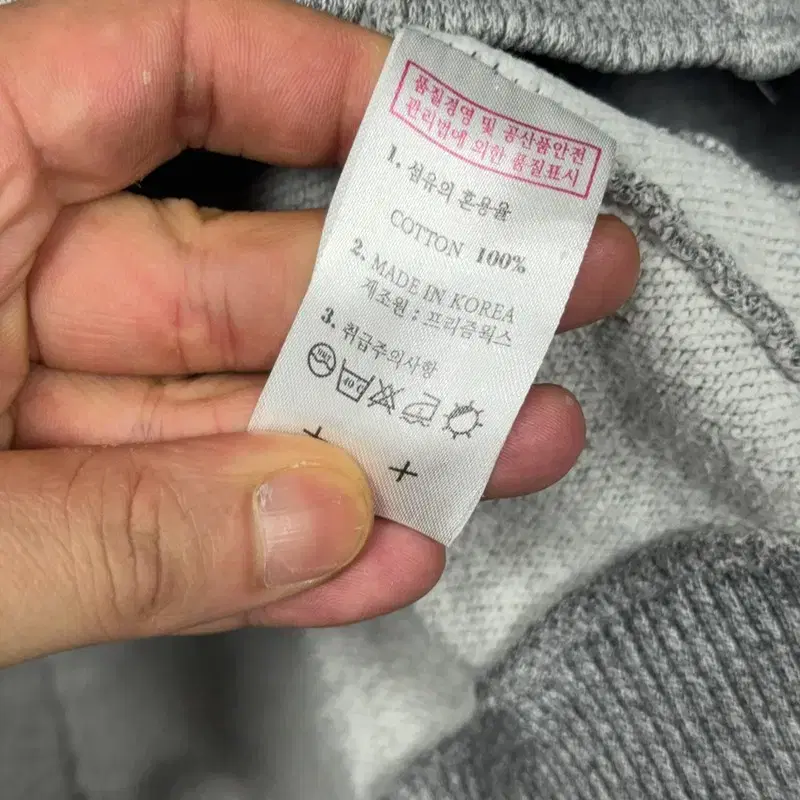 품질경영 및 공산품안전
관리법에 의한 품질표시
1. 섬유의 혼용율
COTTON 100%
2. MADE IN KOREA
제조원 : 프리즘웍스
3. 취급주의사항
40℃